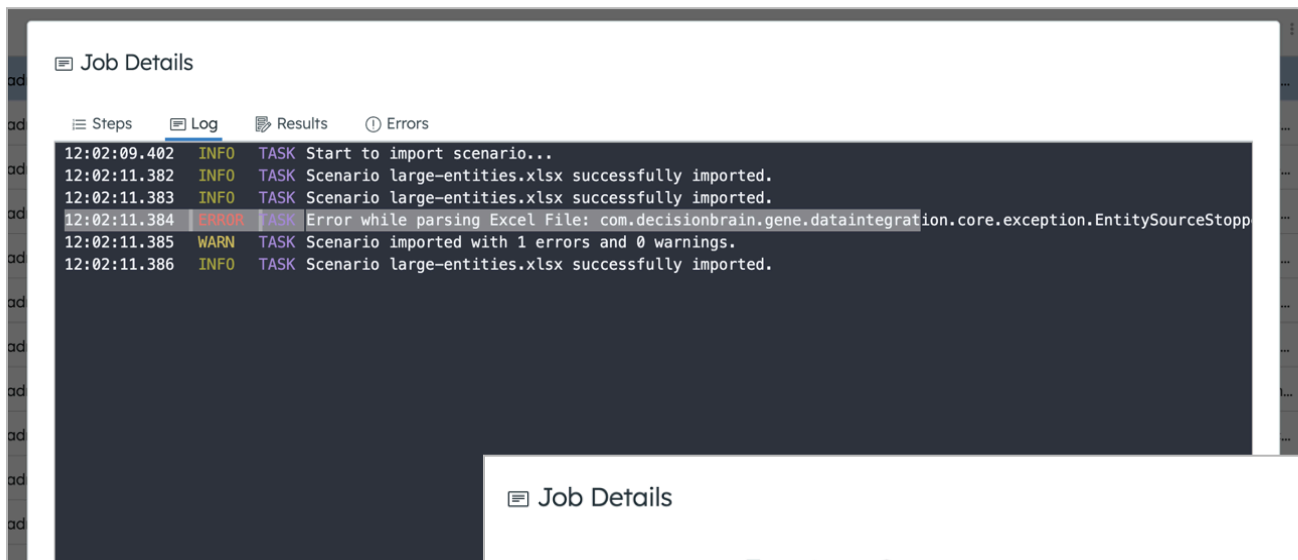 Job Details
Steps Log Results Errors
12:02:09.402 INFO TASK Start to import scenario...
12:02:11.382 INFO TASK Scenario large-entities.xlsx successfully imported.
12:02:11.383 INFO TASK Scenario large-entities.xlsx successfully imported.
12:02:11.384 ERROR TASK Error while parsing Excel File: com.decisionbrain.gene.dataintegration.core.exception.EntitySourceStopp
12:02:11.385 WARN TASK Scenario imported with 1 errors and 0 warnings.
12:02:11.386 INFO TASK Scenario large-entities.xlsx successfully imported.
Job Details